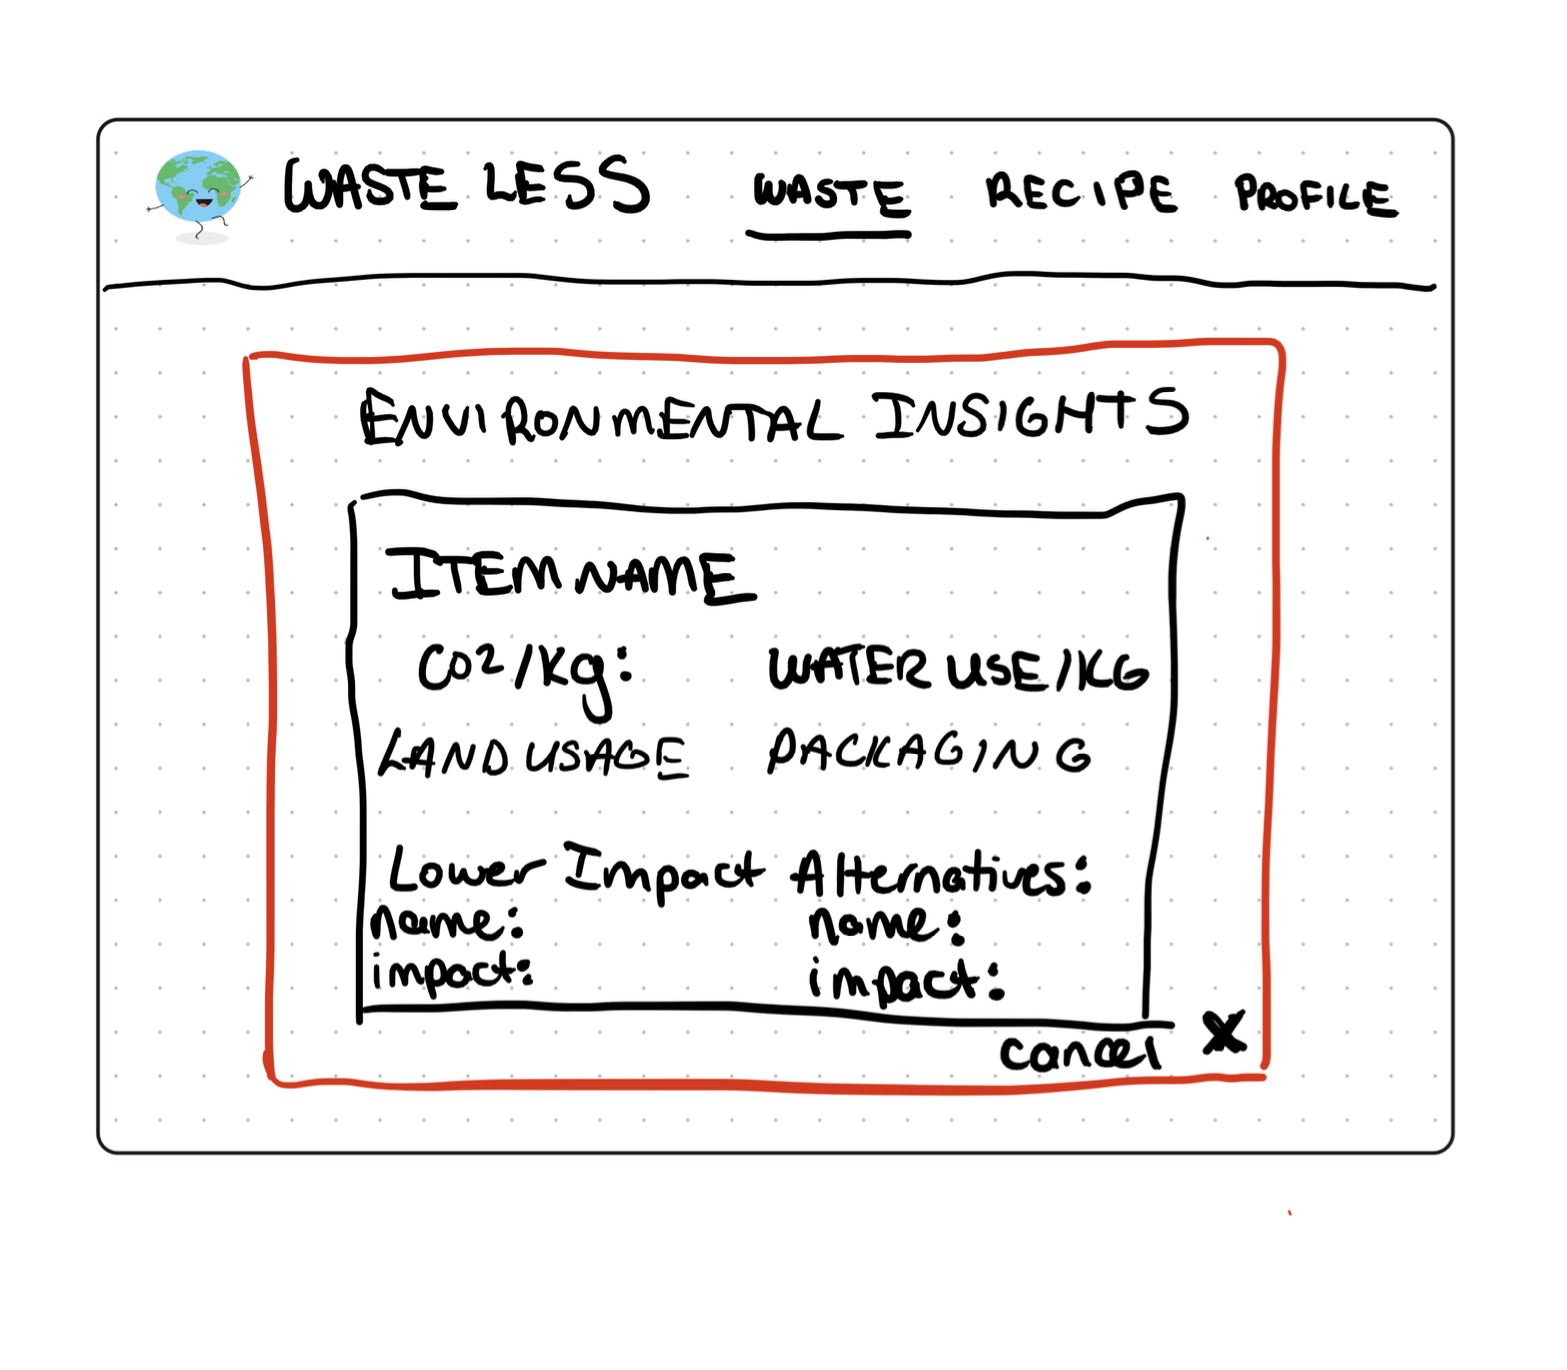 WASTE LESS WASTE RECIPE PROFILE
ENVIRONMENTAL INSIGHTS
ITEM NAME
CO2/kg: WATER USE/KG
LAND USAGE PACKAGING
Lower Impact Alternatives:
name: name:
impact: impact:
cancel X